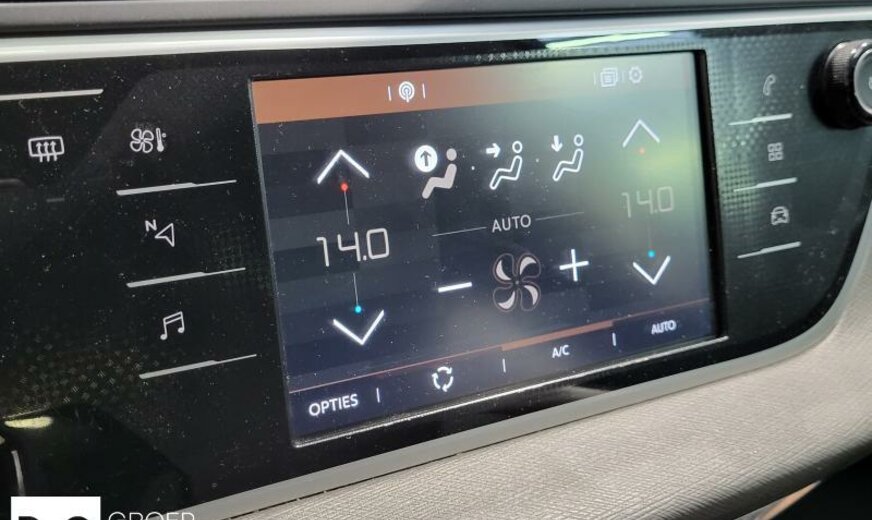 N
14.0
14.0
AUTO
OPTIES
A/C
AUTO
GROEP